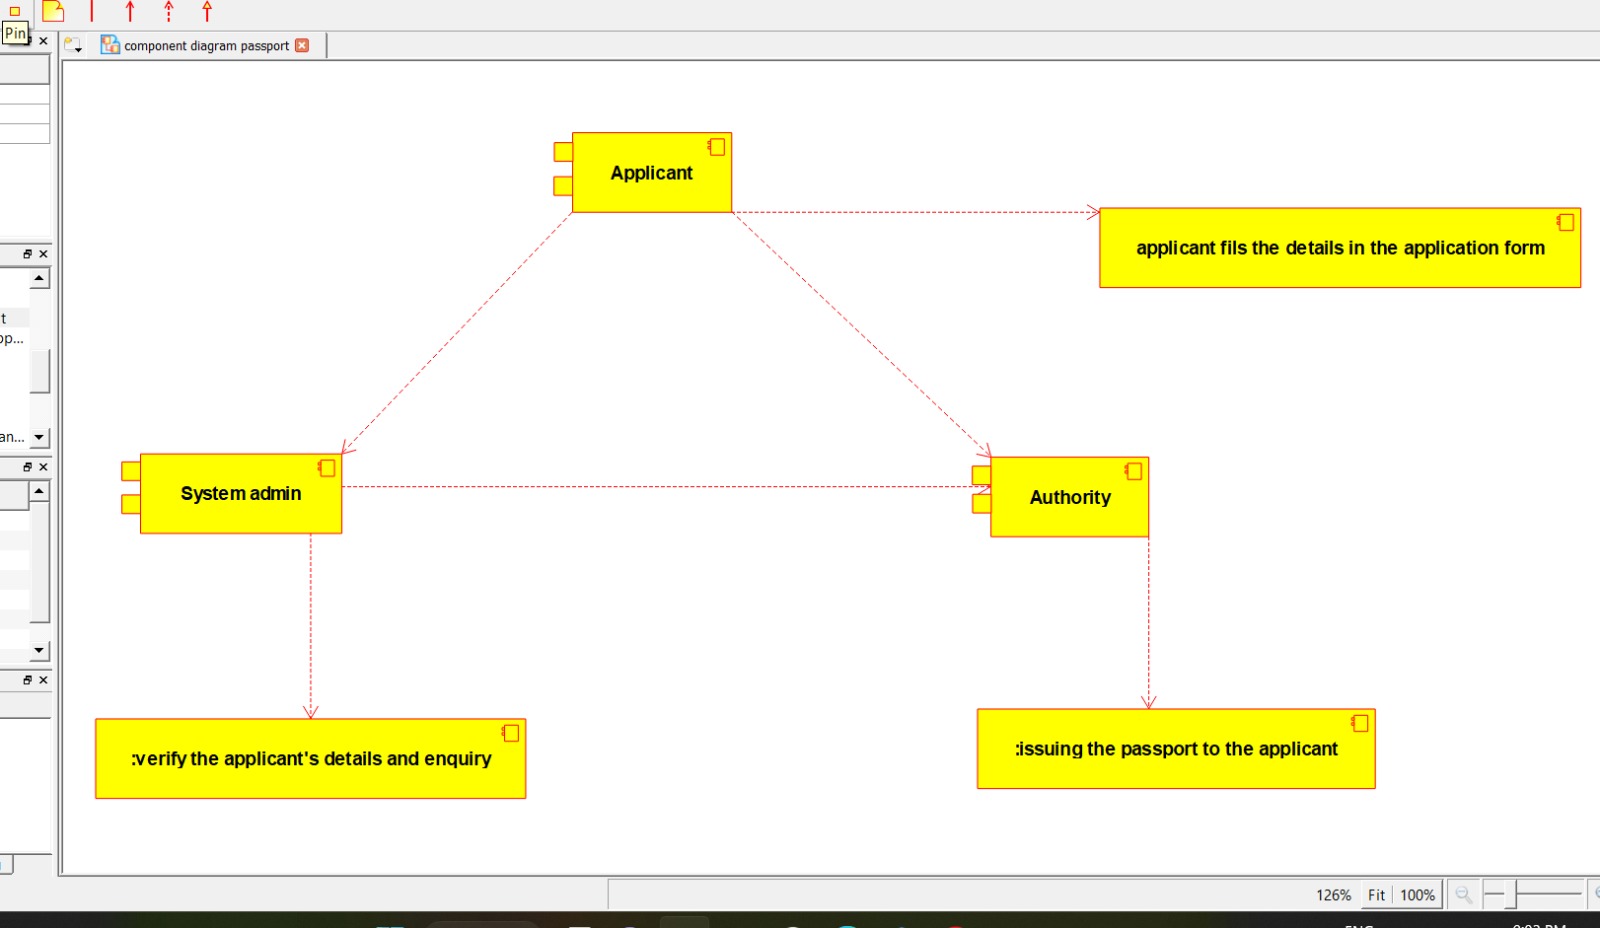 Pin
component diagram passport
Applicant
applicant fils the details in the application form
t
op...
an...
System admin
Authority
:verify the applicant's details and enquiry
:issuing the passport to the applicant
126% Fit 100%